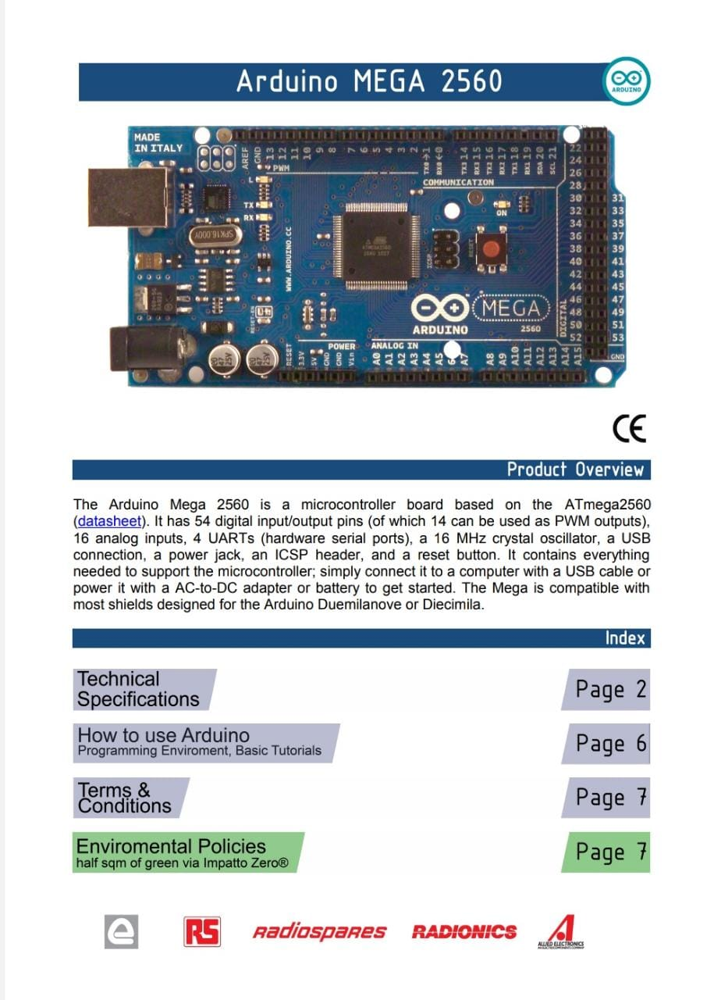 Arduino MEGA 2560
ARDUINO
MADE
IN ITALY
AREF
GND
13
12
11
10
9
8
7
6
5
4
3
2
TX0→1
RX0←0
TX3 14
RX3 15
TX2 16
RX2 17
TX1 18
RX1 19
SDA 20
SCL 21
PWM
COMMUNICATION
L
TX
RX
ON
SPK16.000Y
WWW.ARDUINO.CC
ATMEGA2560
ICSP
RESET
RESET-EN
ARDUINO
MEGA
2560
DIGITAL
22
24
26
28
30 31
32 33
34 35
36 37
38 39
40 41
42 43
44 45
46 47
48 49
50 51
52 53
GND
47
25V
47
25V
POWER
ANALOG IN
RESET
3.3V
5V
GND
GND
Vin
A0
A1
A2
A3
A4
A5
A7
A8
A9
A10
A11
A12
A13
A14
A15
CE
Product Overview
The Arduino Mega 2560 is a microcontroller board based on the ATmega2560
(datasheet). It has 54 digital input/output pins (of which 14 can be used as PWM outputs),
16 analog inputs, 4 UARTs (hardware serial ports), a 16 MHz crystal oscillator, a USB
connection, a power jack, an ICSP header, and a reset button. It contains everything
needed to support the microcontroller; simply connect it to a computer with a USB cable or
power it with a AC-to-DC adapter or battery to get started. The Mega is compatible with
most shields designed for the Arduino Duemilanove or Diecimila.
Index
Technical
Specifications
Page 2
How to use Arduino
Programming Enviroment, Basic Tutorials
Page 6
Terms &
Conditions
Page 7
Enviromental Policies
half sqm of green via Impatto Zero®
Page 7
e
RS
radiospares
RADIONICS
ALLIED ELECTRONICS